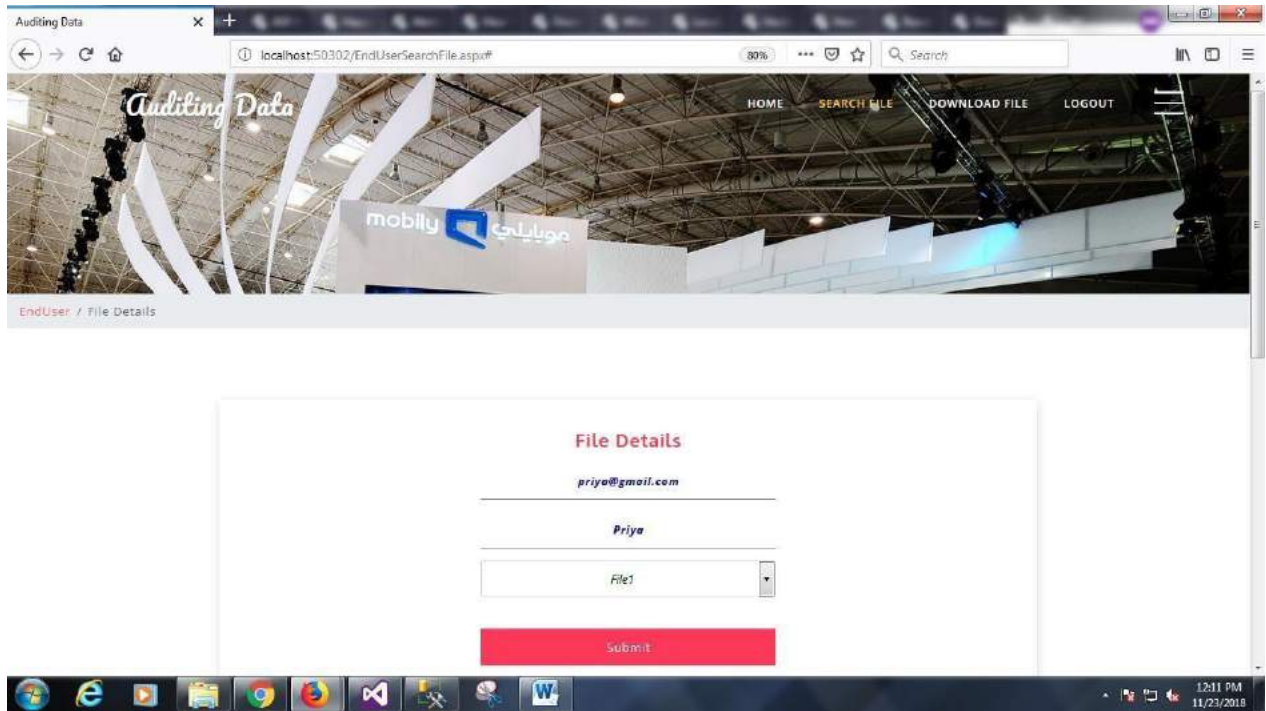 Auditing Data
localhost:50302/EndUserSearchFile.aspx#
80%
Search
Auditing Data
HOME SEARCH FILE DOWNLOAD FILE LOGOUT
mobily موبايلي
EndUser / File Details
File Details
priya@gmail.com
Priya
File1
Submit
12:11 PM
11/23/2018